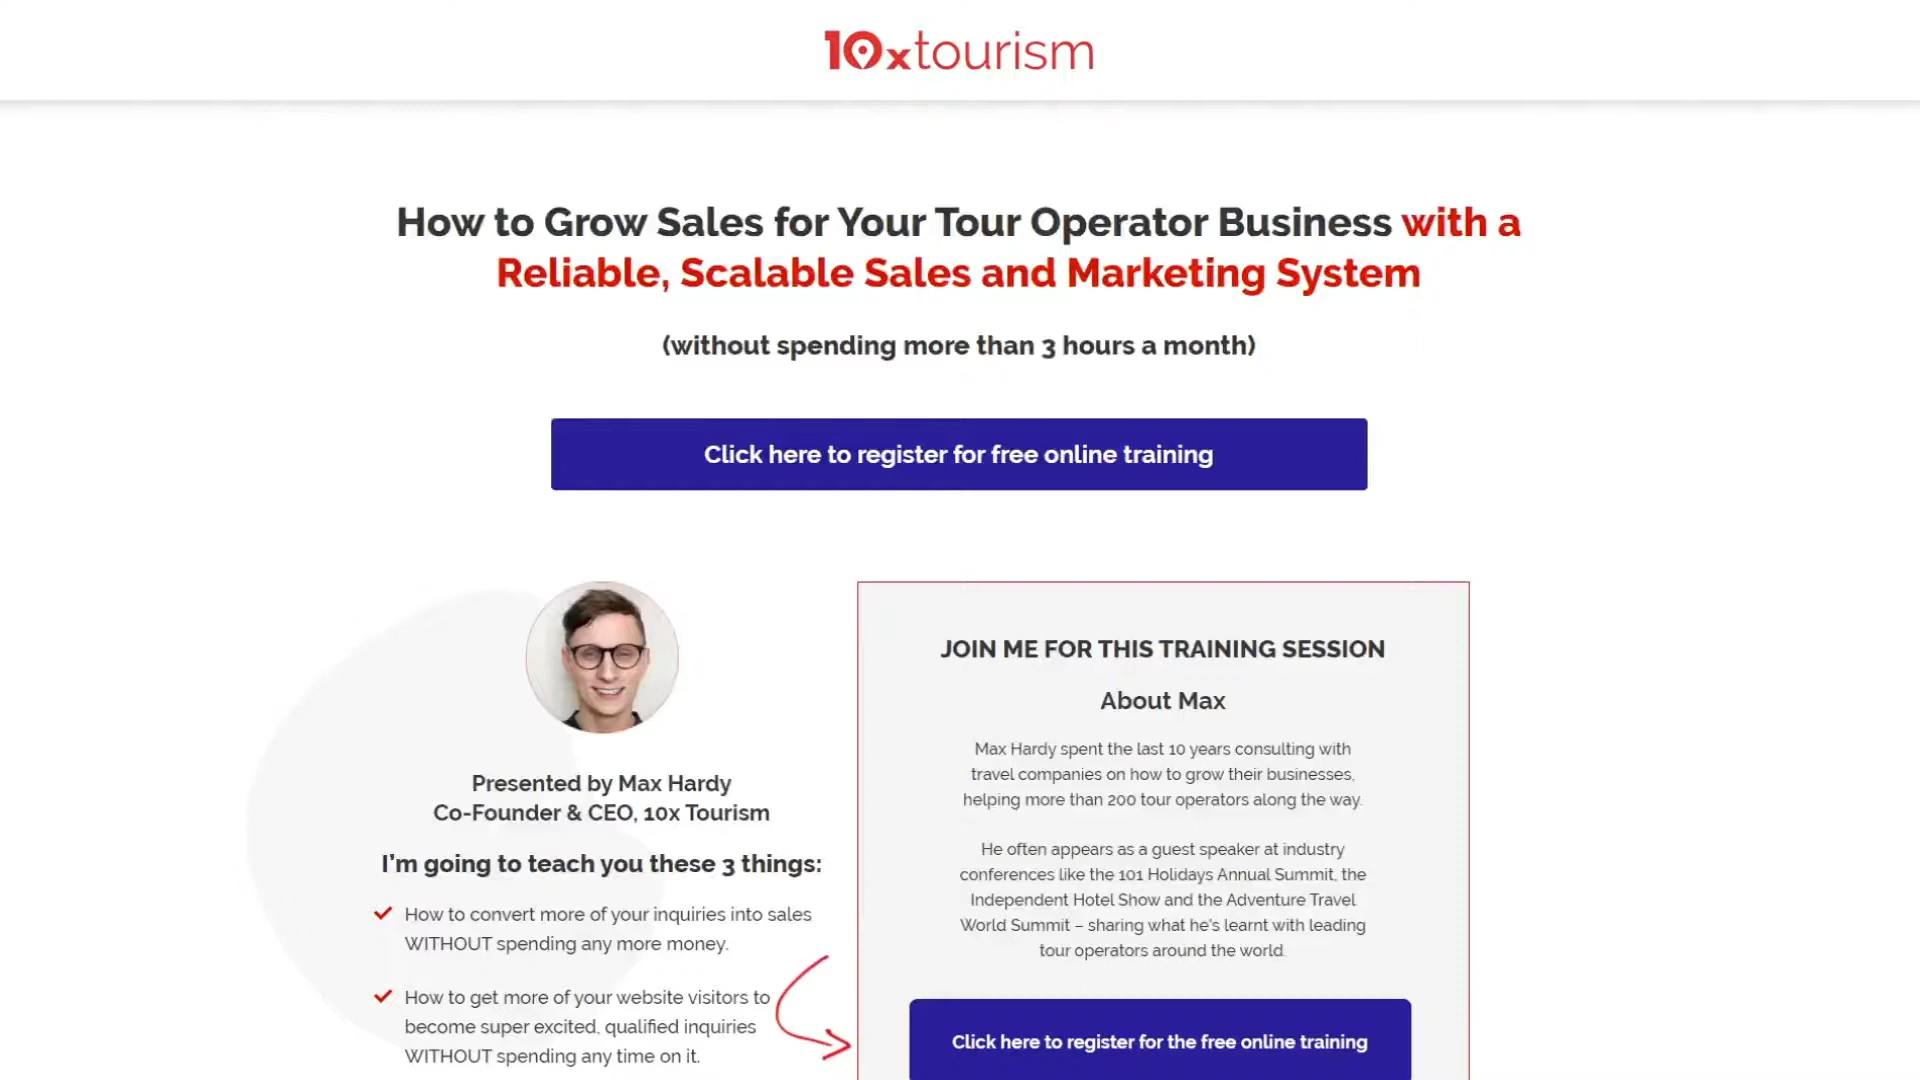 10xtourism
How to Grow Sales for Your Tour Operator Business with a
Reliable, Scalable Sales and Marketing System
(without spending more than 3 hours a month)
Click here to register for free online training
Presented by Max Hardy
Co-Founder & CEO, 10x Tourism
I'm going to teach you these 3 things:
How to convert more of your inquiries into sales
WITHOUT spending any more money.
How to get more of your website visitors to
become super excited, qualified inquiries
WITHOUT spending any time on it.
JOIN ME FOR THIS TRAINING SESSION
About Max
Max Hardy spent the last 10 years consulting with
travel companies on how to grow their businesses,
helping more than 200 tour operators along the way.
He often appears as a guest speaker at industry
conferences like the 101 Holidays Annual Summit, the
Independent Hotel Show and the Adventure Travel
World Summit – sharing what he's learnt with leading
tour operators around the world.
Click here to register for the free online training